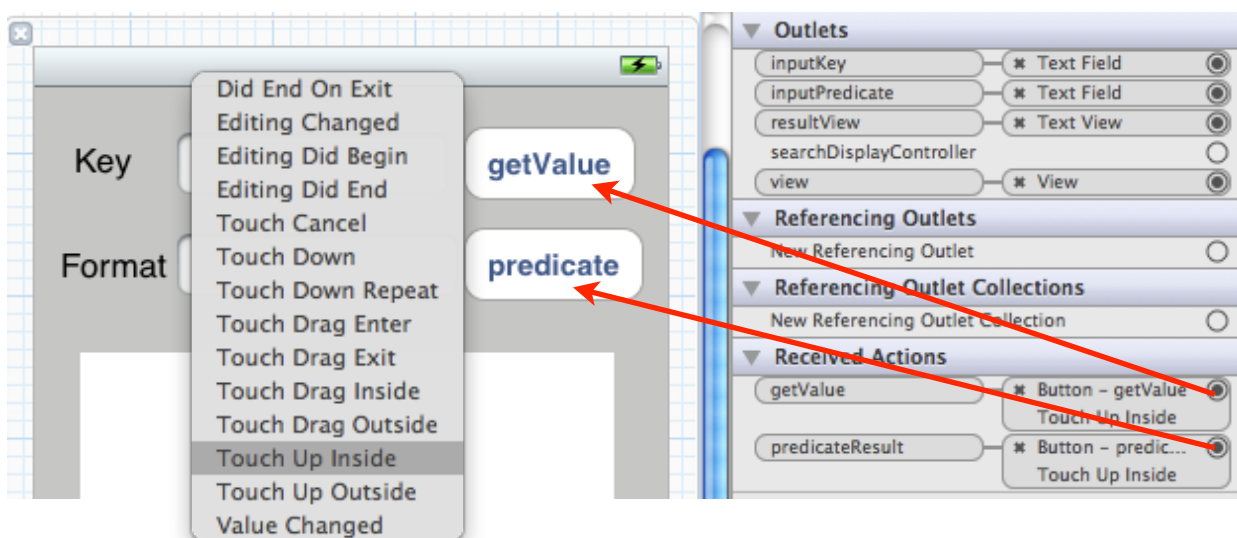 Key
Format
Did End On Exit
Editing Changed
Editing Did Begin
Editing Did End
Touch Cancel
Touch Down
Touch Down Repeat
Touch Drag Enter
Touch Drag Exit
Touch Drag Inside
Touch Drag Outside
Touch Up Inside
Touch Up Outside
Value Changed
getValue
predicate
Outlets
inputKey Text Field
inputPredicate Text Field
resultView Text View
searchDisplayController
view View
Referencing Outlets
New Referencing Outlet
Referencing Outlet Collections
New Referencing Outlet Collection
Received Actions
getValue Button – getValue
Touch Up Inside
predicateResult Button – predic...
Touch Up Inside